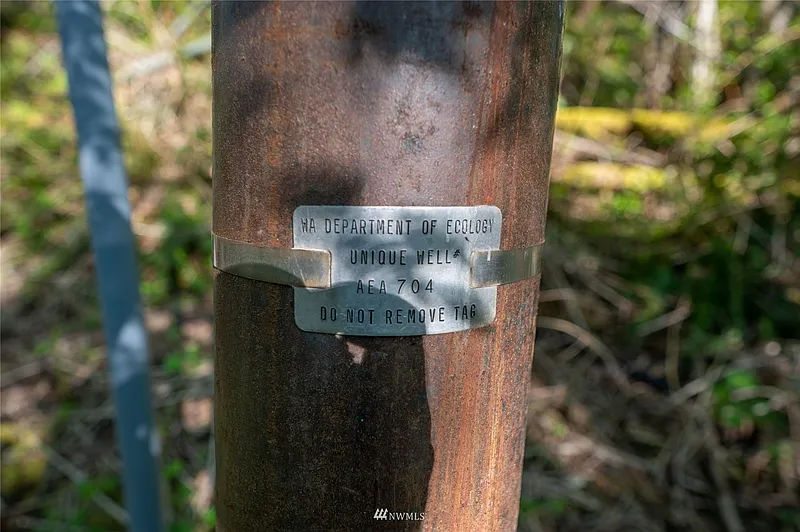 WA DEPARTMENT OF ECOLOGY
UNIQUE WELL#
AEA 704
DO NOT REMOVE TAG
NWMLS